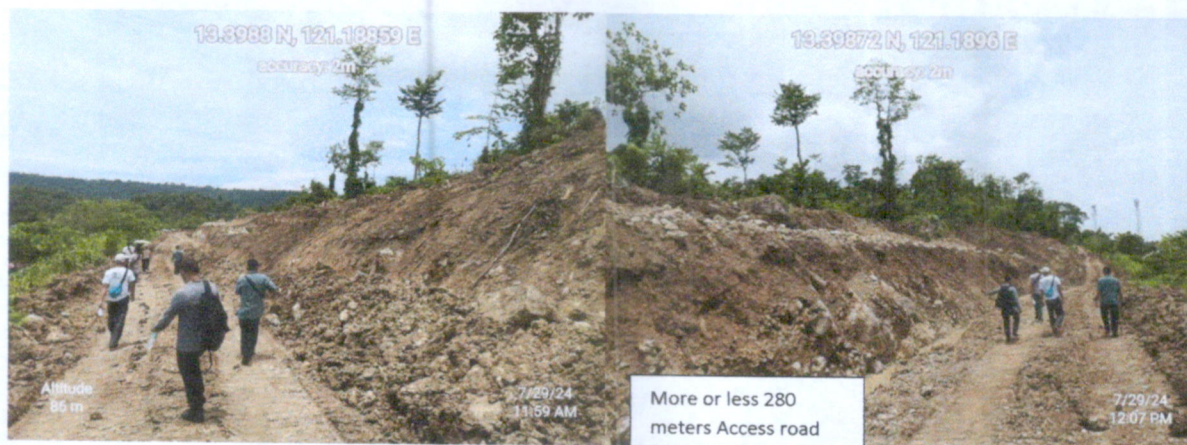 13.3988 N, 121.18859 E
accuracy: 2m
Altitude
86 m
7/29/24
11:59 AM
13.39872 N, 121.1896 E
accuracy: 2m
More or less 280
meters Access road
7/29/24
12:07 PM